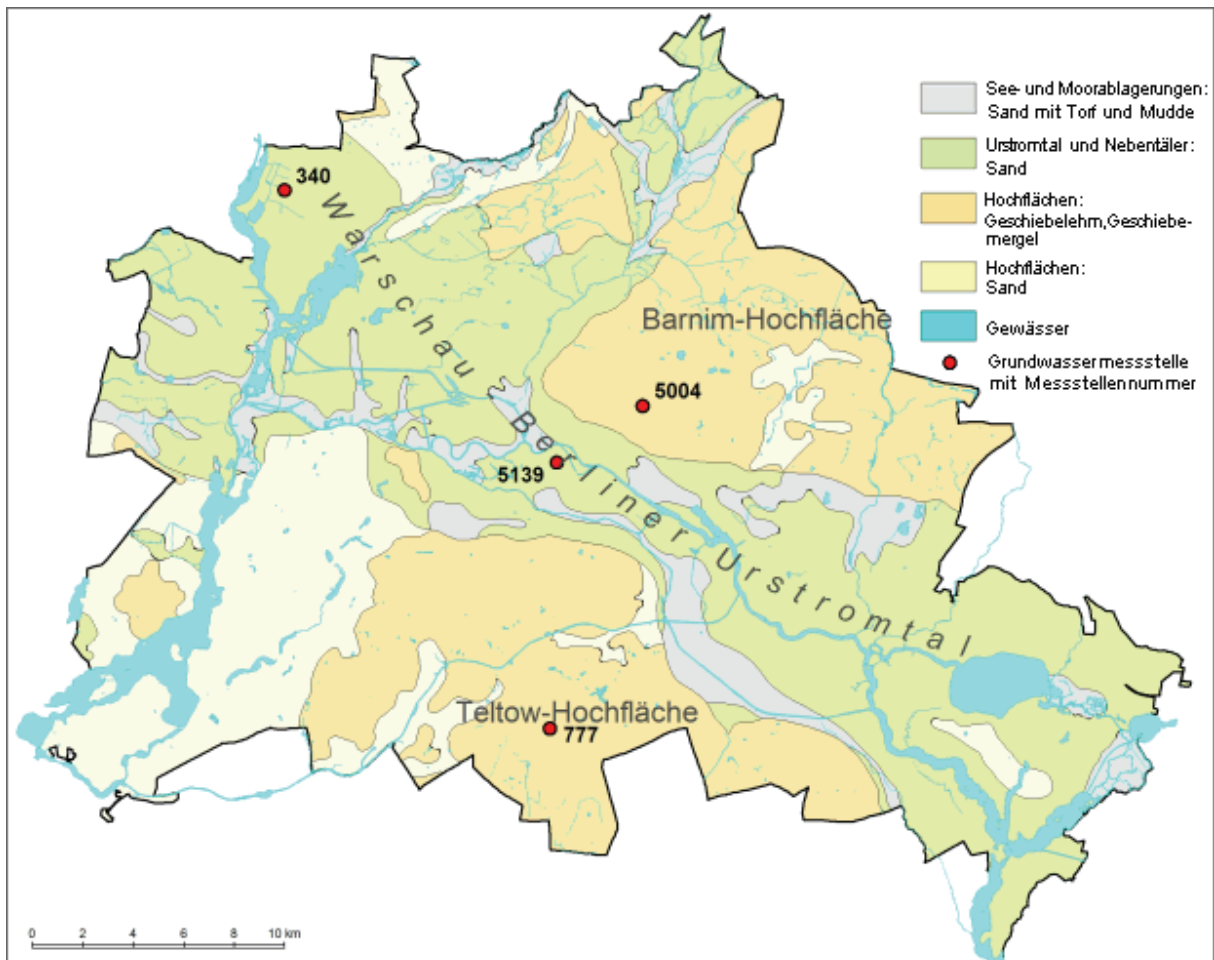 See- und Moorablagerungen:
Sand mit Torf und Mudde
Urstromtal und Nebentäler:
Sand
Hochflächen:
Geschiebelehm,Geschiebe-
mergel
Hochflächen:
Sand
Gewässer
Grundwassermessstelle
mit Messstellennummer
340
Warschau Berliner Urstromtal
Barnim-Hochfläche
5004
5139
Teltow-Hochfläche
777
0 2 4 6 8 10 km